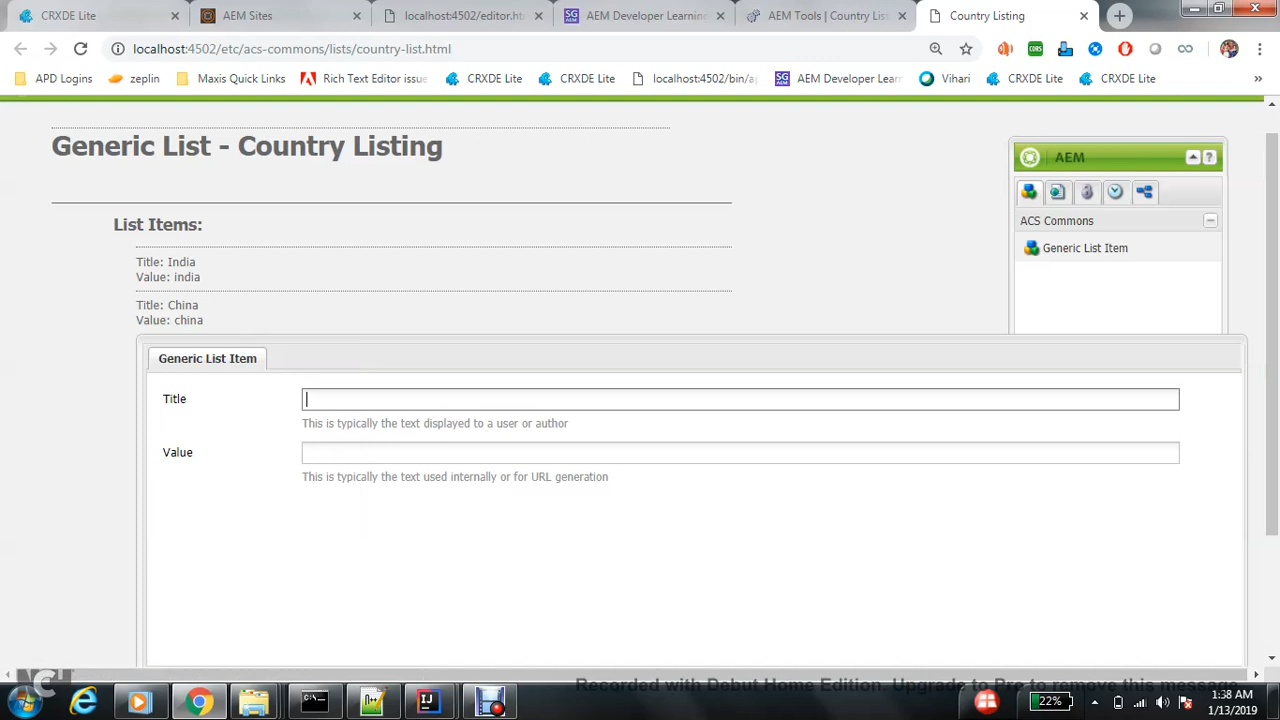 CRXDE Lite
AEM Sites
localhost:4502/editor.ht
AEM Developer Learning
AEM Tools | Country List
Country Listing
localhost:4502/etc/acs-commons/lists/country-list.html
APD Logins
zeplin
Maxis Quick Links
Rich Text Editor issue
CRXDE Lite
CRXDE Lite
localhost:4502/bin/a
AEM Developer Learn
Vihari
CRXDE Lite
CRXDE Lite
»
Generic List - Country Listing
AEM
ACS Commons
Generic List Item
List Items:
Title: India
Value: india
Title: China
Value: china
Generic List Item
Title
This is typically the text displayed to a user or author
Value
This is typically the text used internally or for URL generation
NCH
Recorded with Debut Home Edition. Upgrade to Pro to remove this message
22%
1:38 AM
1/13/2019